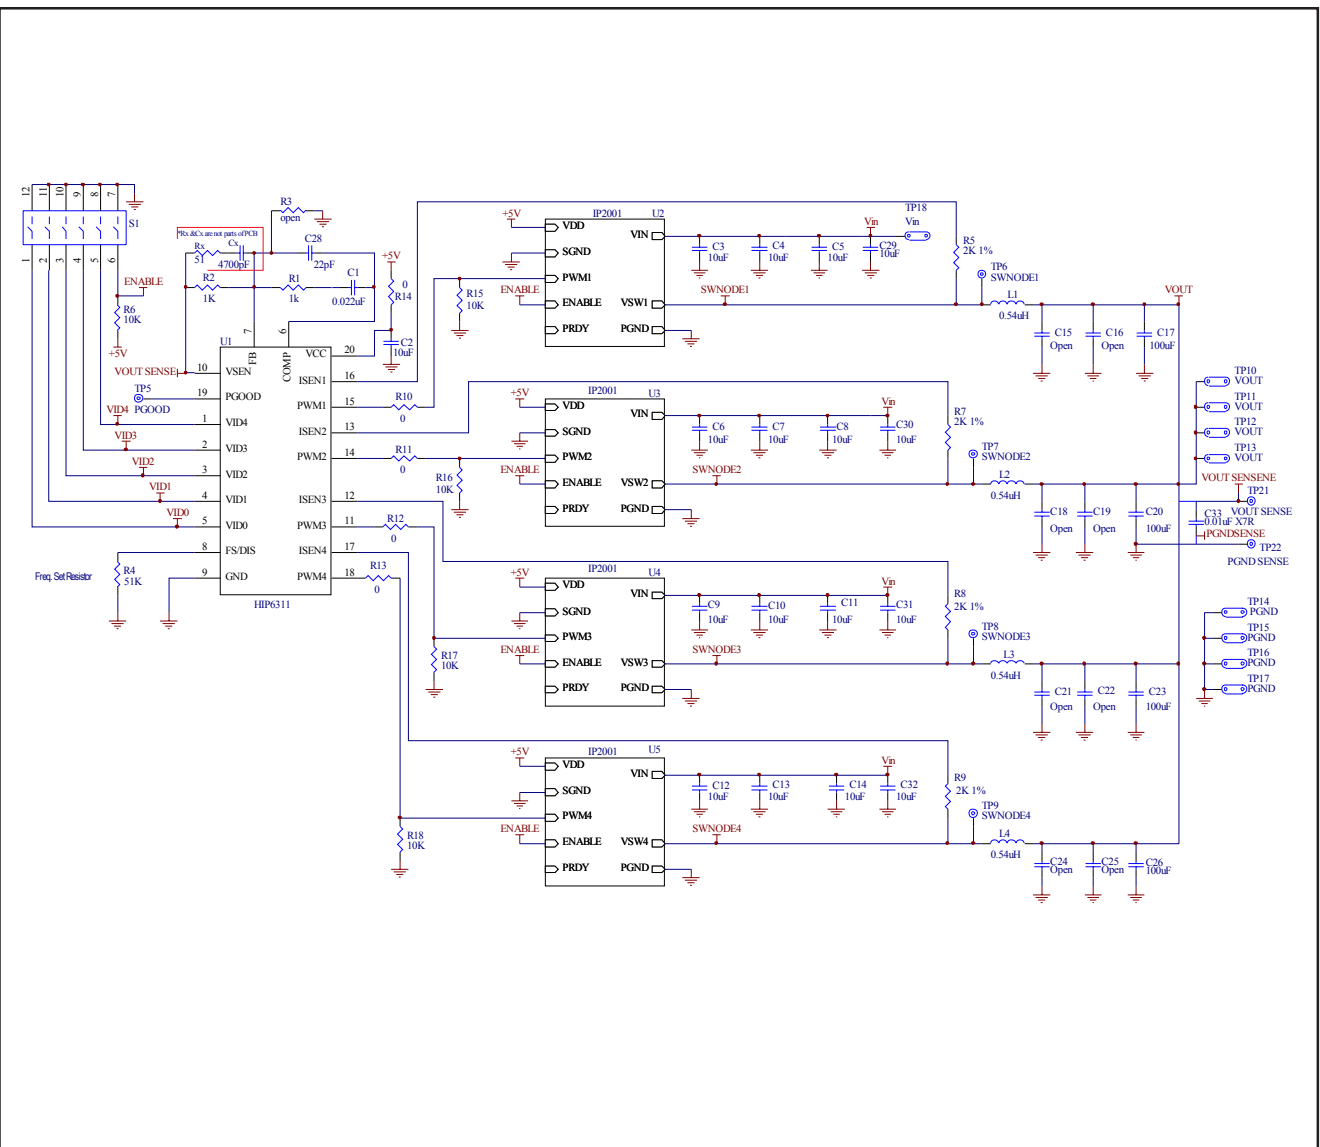 12 11 10 9 8 7
S1
1 2 3 4 5 6
ENABLE
R6
10K
+5V
*Rx &Cx are not parts of PCB
Rx
51
Cx
4700pF
R3
open
C28
22pF
R2
1K
R1
1k
C1
0.022uF
+5V
0
R14
C2
10uF
R15
10K
U1
7
FB
6
COMP
VCC 20
VOUT SENSE
10 VSEN
ISEN1 16
TP5
PGOOD
19 PGOOD
PWM1 15
R10
0
VID4
1 VID4
ISEN2 13
VID3
2 VID3
PWM2 14
R11
0
R16
10K
VID2
3 VID2
VID1
4 VID1
ISEN3 12
VID0
5 VID0
PWM3 11
R12
0
8 FS/DIS
ISEN4 17
Freq. Set Resistor
R4
51K
9 GND
PWM4 18
R13
0
HIP6311
R17
10K
R18
10K
+5V
IP2001 U2
VDD
VIN
SGND
PWM1
ENABLE
ENABLE
VSW1
PRDY
PGND
C3
10uF
C4
10uF
C5
10uF
C29
10uF
Vin
TP18
Vin
SWNODE1
R5
2K 1%
TP6
SWNODE1
L1
0.54uH
C15
Open
C16
Open
C17
100uF
VOUT
+5V
IP2001 U3
VDD
VIN
SGND
PWM2
ENABLE
ENABLE
VSW2
PRDY
PGND
C6
10uF
C7
10uF
C8
10uF
C30
10uF
Vin
SWNODE2
R7
2K 1%
TP7
SWNODE2
L2
0.54uH
C18
Open
C19
Open
C20
100uF
TP10
VOUT
TP11
VOUT
TP12
VOUT
TP13
VOUT
VOUT SENSENE
TP21
VOUT SENSE
C33
0.01uF X7R
PGNDSENSE
TP22
PGND SENSE
+5V
IP2001 U4
VDD
VIN
SGND
PWM3
ENABLE
ENABLE
VSW3
PRDY
PGND
C9
10uF
C10
10uF
C11
10uF
C31
10uF
Vin
SWNODE3
R8
2K 1%
TP8
SWNODE3
L3
0.54uH
C21
Open
C22
Open
C23
100uF
TP14
PGND
TP15
PGND
TP16
PGND
TP17
PGND
+5V
IP2001 U5
VDD
VIN
SGND
PWM4
ENABLE
ENABLE
VSW4
PRDY
PGND
C12
10uF
C13
10uF
C14
10uF
C32
10uF
Vin
SWNODE4
R9
2K 1%
TP9
SWNODE4
L4
0.54uH
C24
Open
C25
Open
C26
100uF